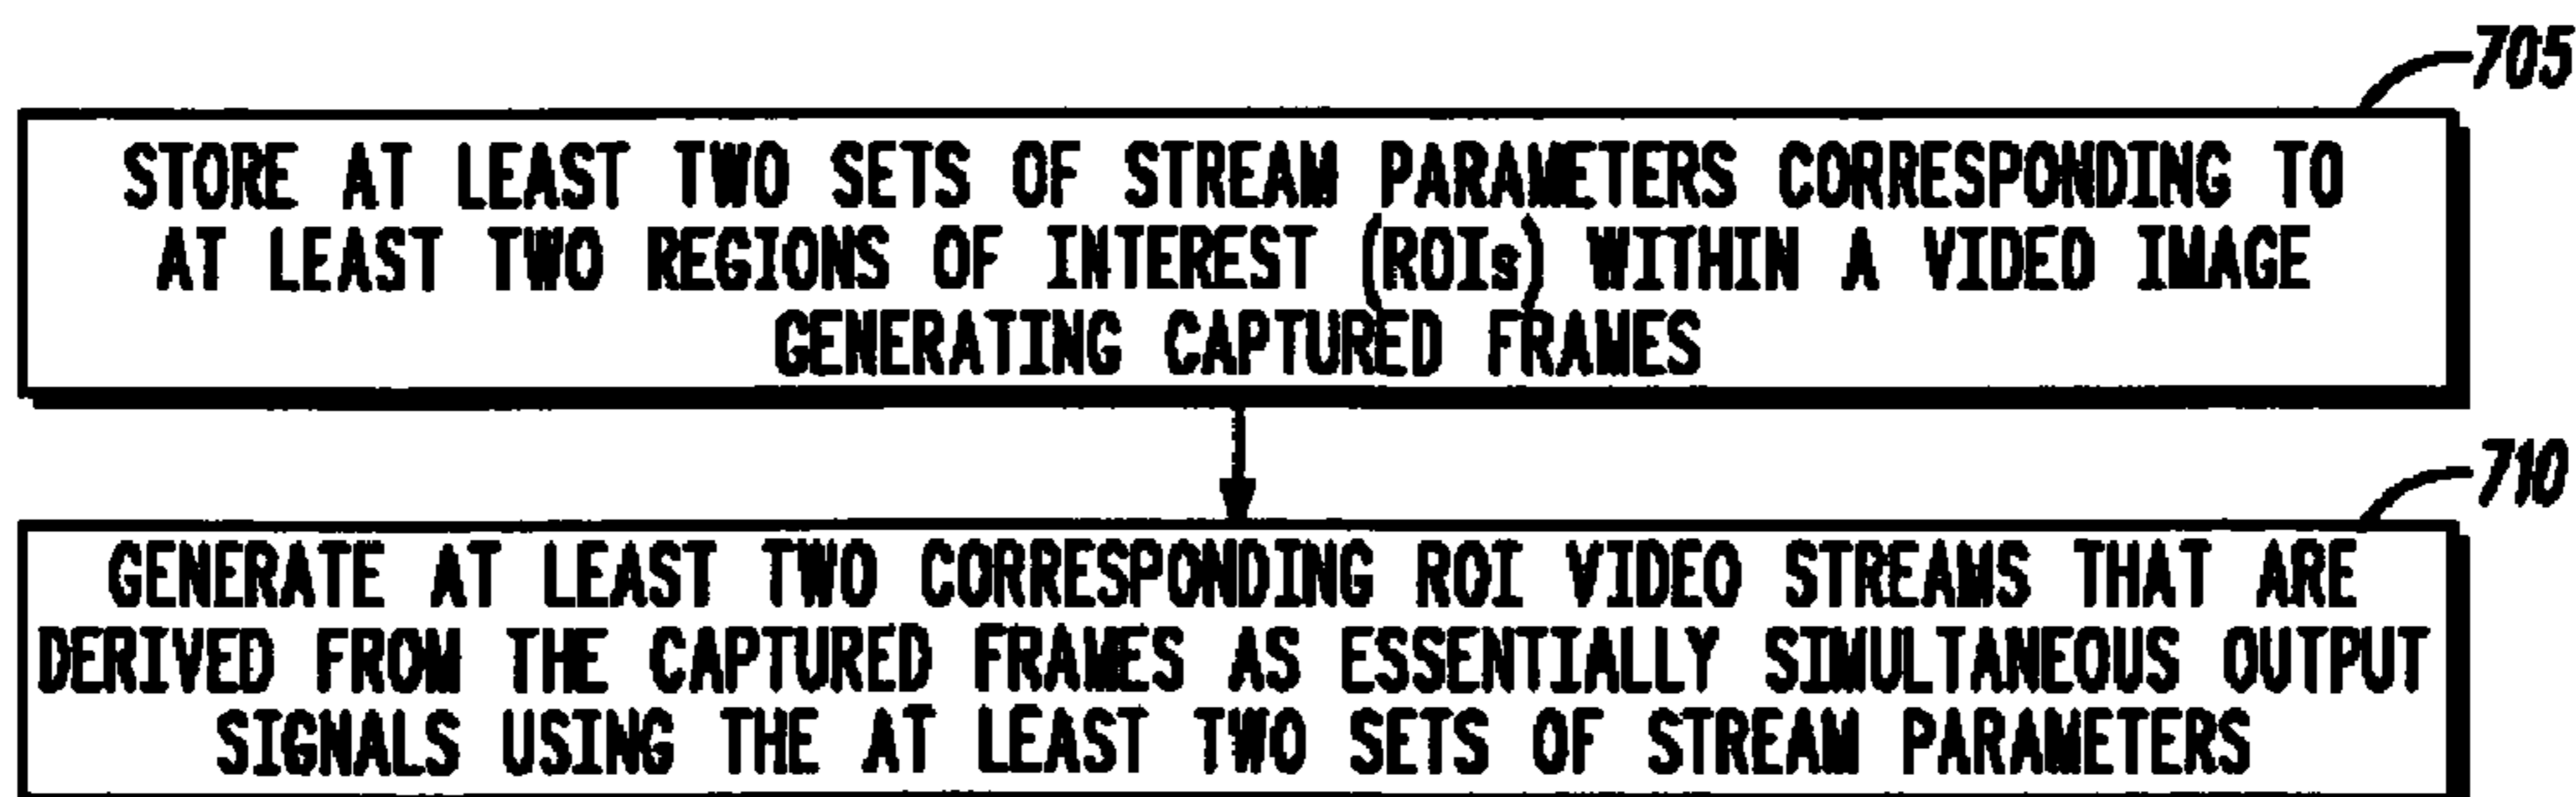 705
STORE AT LEAST TWO SETS OF STREAM PARAMETERS CORRESPONDING TO
AT LEAST TWO REGIONS OF INTEREST (ROIs) WITHIN A VIDEO IMAGE
GENERATING CAPTURED FRAMES
710
GENERATE AT LEAST TWO CORRESPONDING ROI VIDEO STREAMS THAT ARE
DERIVED FROM THE CAPTURED FRAMES AS ESSENTIALLY SIMULTANEOUS OUTPUT
SIGNALS USING THE AT LEAST TWO SETS OF STREAM PARAMETERS